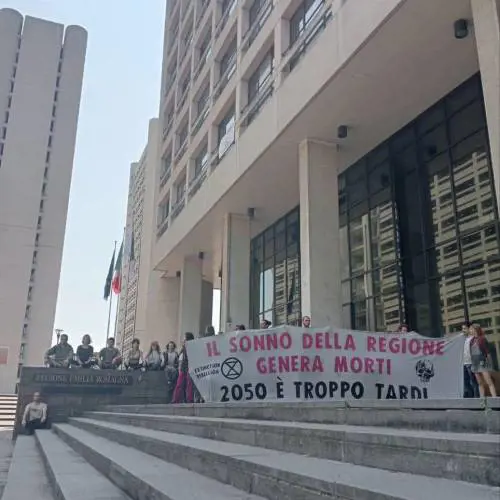 IL SONNO DELLA REGIONE
GENERA MORTI
EXTINCTION
REBELLION
2050 È TROPPO TARDI
REGIONE EMILIA-ROMAGNA